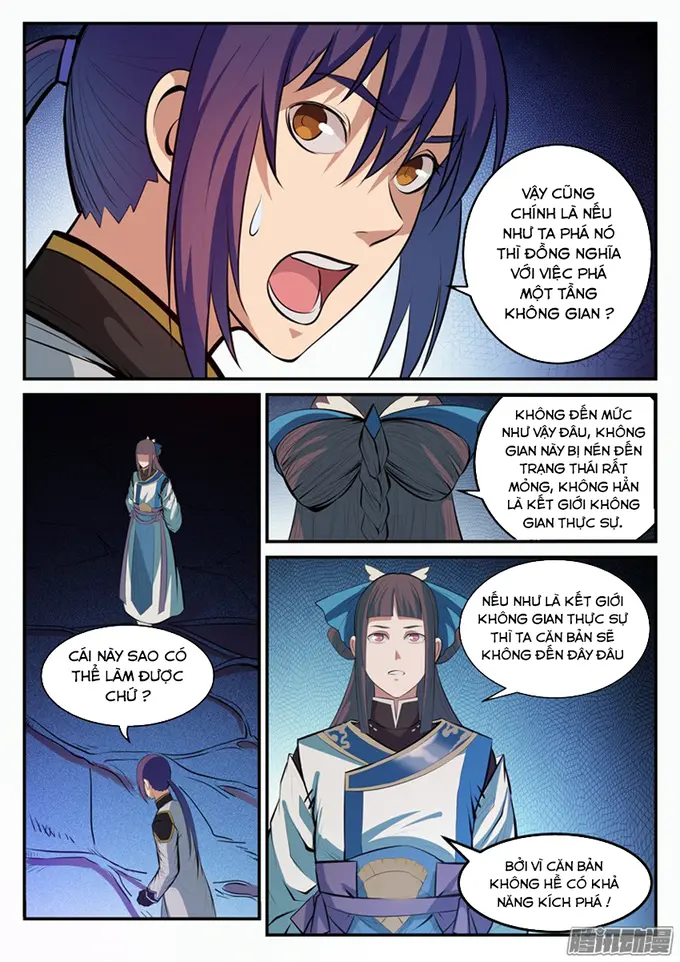 VẬY CŨNG
CHÍNH LÀ NẾU
NHƯ TA PHÁ NÓ
THÌ ĐỒNG NGHĨA
VỚI VIỆC PHÁ
MỘT TẦNG
KHÔNG GIAN ?
KHÔNG ĐẾN MỨC
NHƯ VẬY ĐÂU, KHÔNG
GIAN NÀY BỊ NÉN ĐẾN
TRẠNG THÁI RẤT
MỎNG, KHÔNG HẲN
LÀ KẾT GIỚI KHÔNG
GIAN THỰC SỰ.
CÁI NÀY SAO CÓ
THỂ LÀM ĐƯỢC
CHỨ ?
NẾU NHƯ LÀ KẾT GIỚI
KHÔNG GIAN THỰC SỰ
THÌ TA CĂN BẢN SẼ
KHÔNG ĐẾN ĐÂY ĐÂU
BỞI VÌ CĂN BẢN
KHÔNG HỀ CÓ KHẢ
NĂNG KÍCH PHÁ !
腾讯动漫